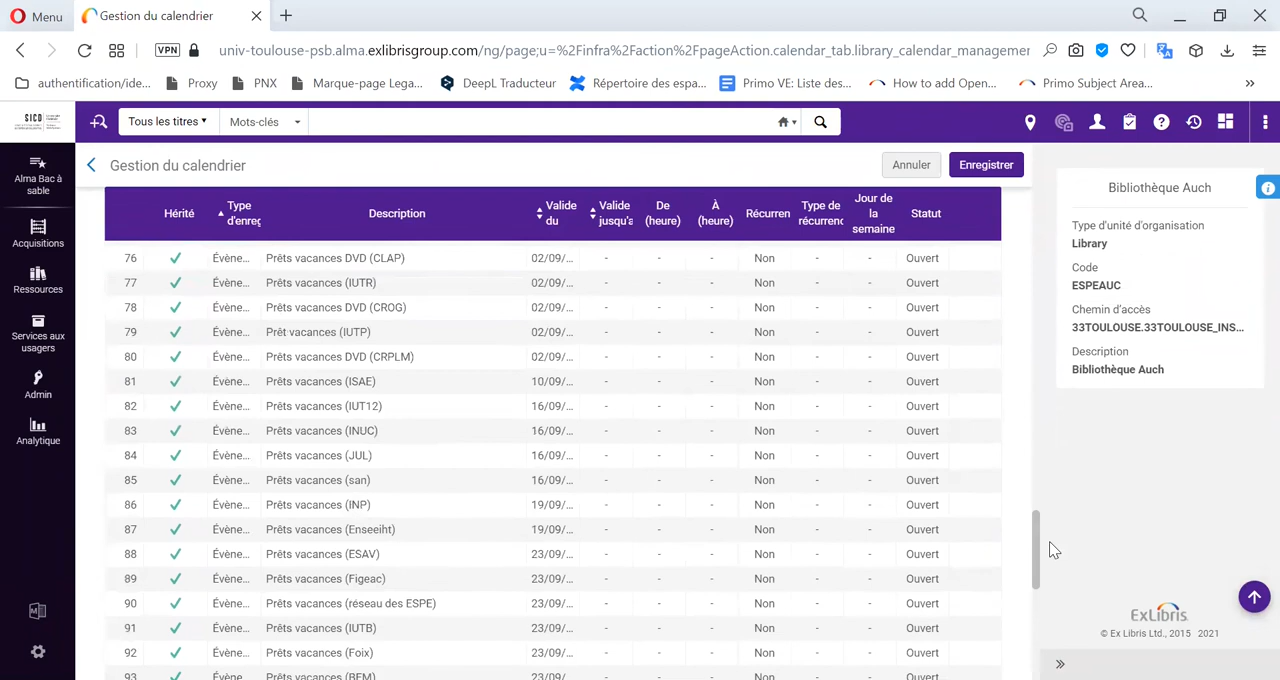 Menu
Gestion du calendrier
VPN
univ-toulouse-psb.alma.exlibrisgroup.com/ng/page;u=%2Finfra%2Faction%2FpageAction.calendar_tab.library_calendar_managemer
authentification/ide...
Proxy
PNX
Marque-page Lega...
DeepL Traducteur
Répertoire des espa...
Primo VE: Liste des...
How to add Open...
Primo Subject Area...
SICD
Tous les titres
Mots-clés
Alma Bac à
sable
Acquisitions
Ressources
Services aux
usagers
Admin
Analytique
Gestion du calendrier
Annuler
Enregistrer
Hérité
Type
d'enreg
Description
Valide
du
Valide
jusqu'a
De
(heure)
À
(heure)
Récurren
Type de
récurrenc
Jour de
la
semaine
Statut
76 Évène... Prêts vacances DVD (CLAP) 02/09/... - - - Non - - Ouvert
77 Évène... Prêts vacances (IUTR) 02/09/... - - - Non - - Ouvert
78 Évène... Prêts vacances DVD (CROG) 02/09/... - - - Non - - Ouvert
79 Évène... Prêt vacances (IUTP) 02/09/... - - - Non - - Ouvert
80 Évène... Prêts vacances DVD (CRPLM) 02/09/... - - - Non - - Ouvert
81 Évène... Prêts vacances (ISAE) 10/09/... - - - Non - - Ouvert
82 Évène... Prêts vacances (IUT12) 16/09/... - - - Non - - Ouvert
83 Évène... Prêts vacances (INUC) 16/09/... - - - Non - - Ouvert
84 Évène... Prêts vacances (JUL) 16/09/... - - - Non - - Ouvert
85 Évène... Prêts vacances (san) 16/09/... - - - Non - - Ouvert
86 Évène... Prêts vacances (INP) 19/09/... - - - Non - - Ouvert
87 Évène... Prêts vacances (Enseeiht) 19/09/... - - - Non - - Ouvert
88 Évène... Prêts vacances (ESAV) 23/09/... - - - Non - - Ouvert
89 Évène... Prêts vacances (Figeac) 23/09/... - - - Non - - Ouvert
90 Évène... Prêts vacances (réseau des ESPE) 23/09/... - - - Non - - Ouvert
91 Évène... Prêts vacances (IUTB) 23/09/... - - - Non - - Ouvert
92 Évène... Prêts vacances (Foix) 23/09/... - - - Non - - Ouvert
93 Évène... Prêts vacances (BFM) 23/09/... - - - Non - - Ouvert
Bibliothèque Auch
Type d'unité d'organisation
Library
Code
ESPEAUC
Chemin d'accès
33TOULOUSE.33TOULOUSE_INS...
Description
Bibliothèque Auch
ExLibris
© Ex Libris Ltd., 2015 2021